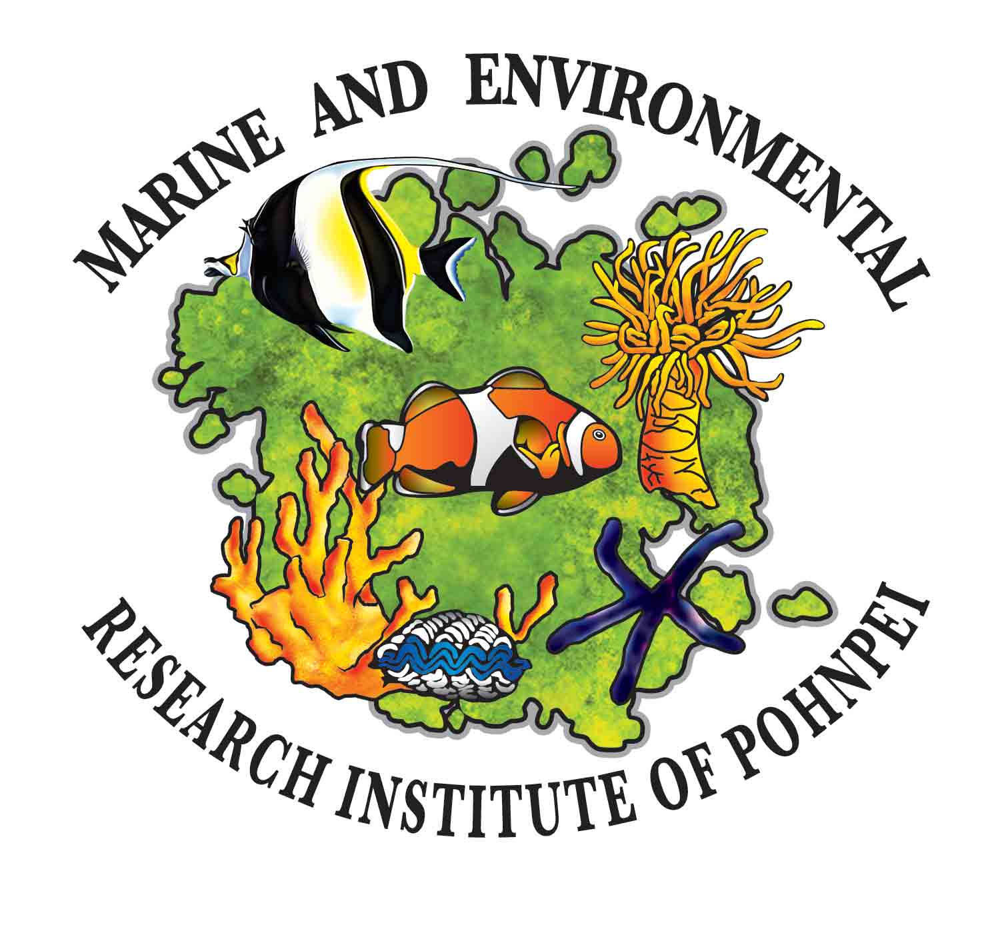 MARINE AND ENVIRONMENTAL
RESEARCH INSTITUTE OF POHNPEI